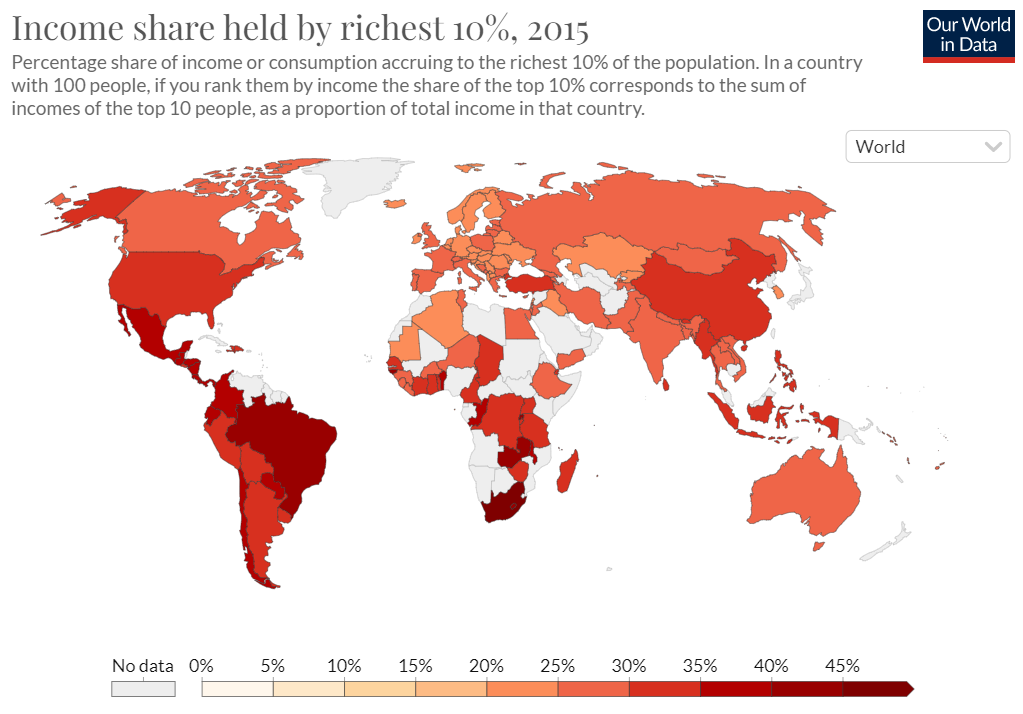 Income share held by richest 10%, 2015
Our World
in Data
Percentage share of income or consumption accruing to the richest 10% of the population. In a country
with 100 people, if you rank them by income the share of the top 10% corresponds to the sum of
incomes of the top 10 people, as a proportion of total income in that country.
World
No data 0% 5% 10% 15% 20% 25% 30% 35% 40% 45%